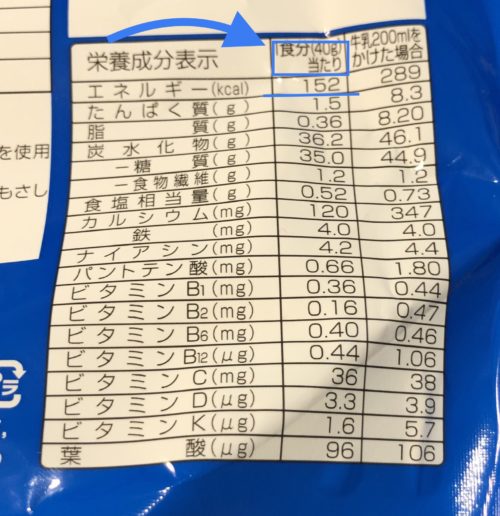 栄養成分表示 1食分(40g)当たり 牛乳200mlをかけた場合
エネルギー(kcal) 152 289
たんぱく質(g) 1.5 8.3
脂質(g) 0.36 8.20
炭水化物(g) 36.2 46.1
－糖質(g) 35.0 44.9
－食物繊維(g) 1.2 1.2
食塩相当量(g) 0.52 0.73
カルシウム(mg) 120 347
鉄(mg) 4.0 4.0
ナイアシン(mg) 4.2 4.4
パントテン酸(mg) 0.66 1.80
ビタミンB1(mg) 0.36 0.44
ビタミンB2(mg) 0.16 0.47
ビタミンB6(mg) 0.40 0.46
ビタミンB12(μg) 0.44 1.06
ビタミンC(mg) 36 38
ビタミンD(μg) 3.3 3.9
ビタミンK(μg) 1.6 5.7
葉酸(μg) 96 106
を使用
もさし
プラ